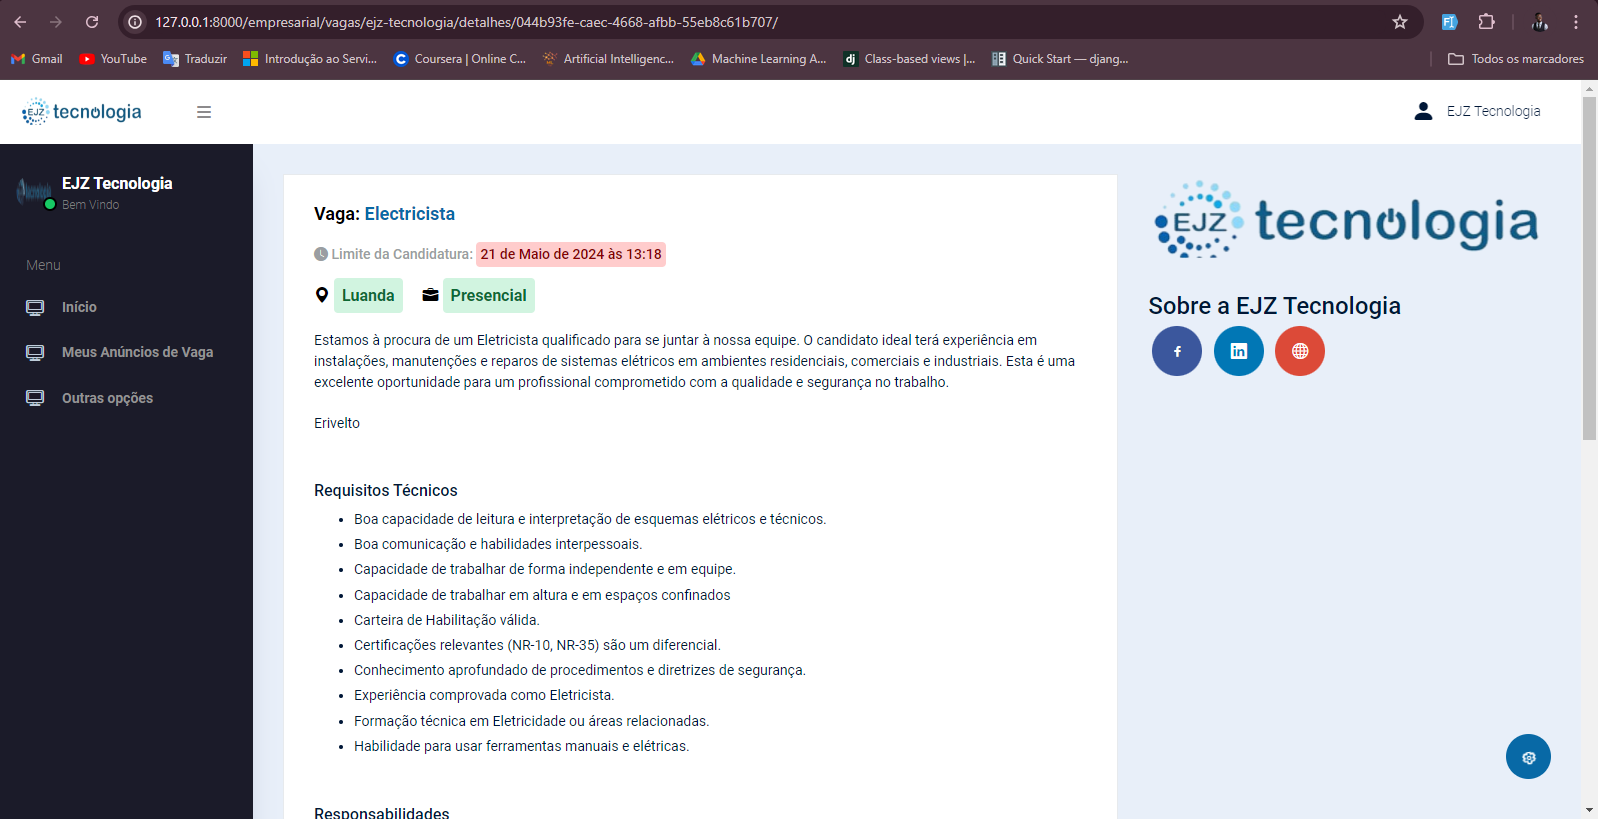 127.0.0.1:8000/empresarial/vagas/ejz-tecnologia/detalhes/044b93fe-caec-4668-afbb-55eb8c61b707/
Gmail YouTube Traduzir Introdução ao Servi... Coursera | Online C... Artificial Intelligenc... Machine Learning A... dj Class-based views |... Quick Start — djang... Todos os marcadores
EJZ tecnologia EJZ Tecnologia
EJZ Tecnologia
Bem Vindo
Menu
Início
Meus Anúncios de Vaga
Outras opções
Vaga: Electricista
Limite da Candidatura: 21 de Maio de 2024 às 13:18
Luanda Presencial
Estamos à procura de um Eletricista qualificado para se juntar à nossa equipe. O candidato ideal terá experiência em
instalações, manutenções e reparos de sistemas elétricos em ambientes residenciais, comerciais e industriais. Esta é uma
excelente oportunidade para um profissional comprometido com a qualidade e segurança no trabalho.
Erivelto
Requisitos Técnicos
Boa capacidade de leitura e interpretação de esquemas elétricos e técnicos.
Boa comunicação e habilidades interpessoais.
Capacidade de trabalhar de forma independente e em equipe.
Capacidade de trabalhar em altura e em espaços confinados
Carteira de Habilitação válida.
Certificações relevantes (NR-10, NR-35) são um diferencial.
Conhecimento aprofundado de procedimentos e diretrizes de segurança.
Experiência comprovada como Eletricista.
Formação técnica em Eletricidade ou áreas relacionadas.
Habilidade para usar ferramentas manuais e elétricas.
Responsabilidades
EJZ tecnologia
Sobre a EJZ Tecnologia